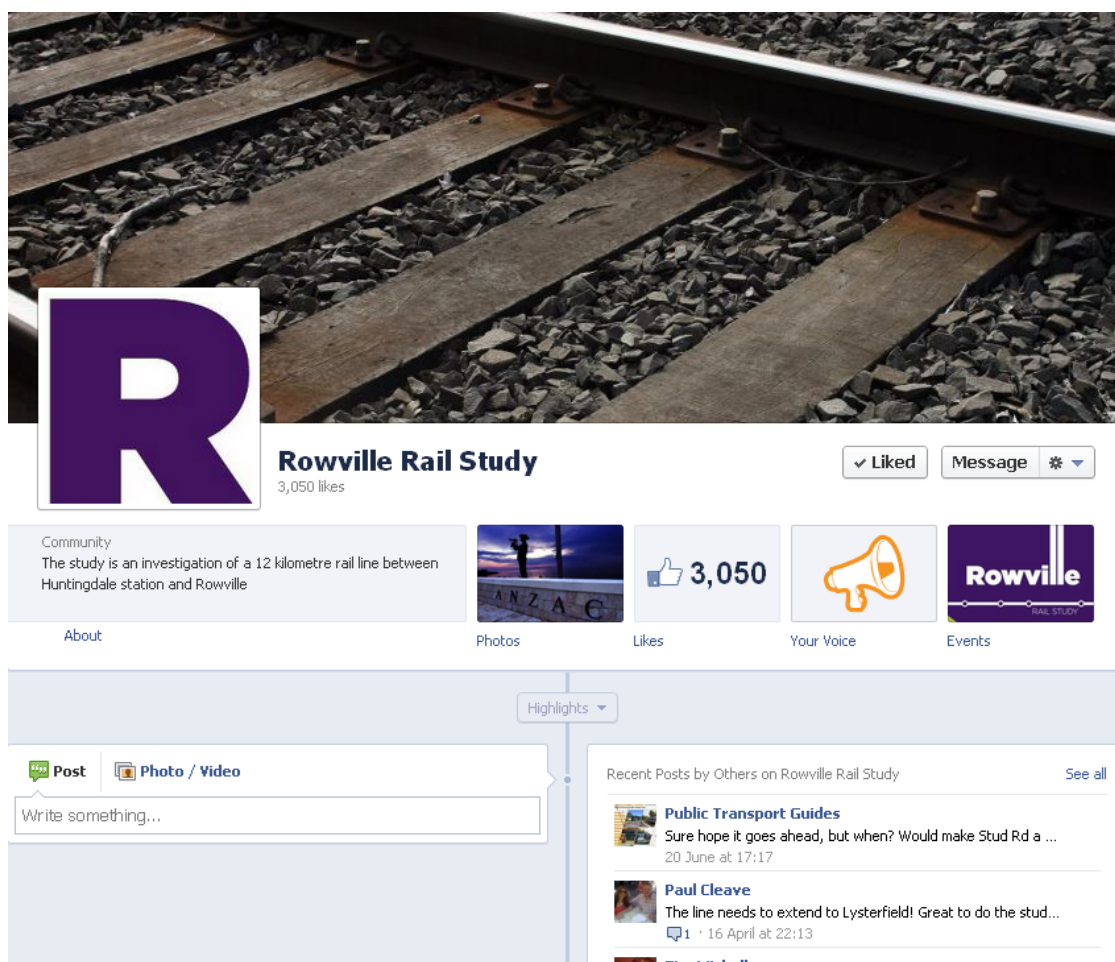 R
Rowville Rail Study
3,050 likes
Liked
Message
Community
The study is an investigation of a 12 kilometre rail line between
Huntingdale station and Rowville
About
ANZAC
Photos
3,050
Likes
Your Voice
Rowville
RAIL STUDY
Events
Highlights
Post
Photo / Video
Write something...
Recent Posts by Others on Rowville Rail Study
See all
Public Transport Guides
Sure hope it goes ahead, but when? Would make Stud Rd a ...
20 June at 17:17
Paul Cleave
The line needs to extend to Lysterfield! Great to do the stud...
1 · 16 April at 22:13